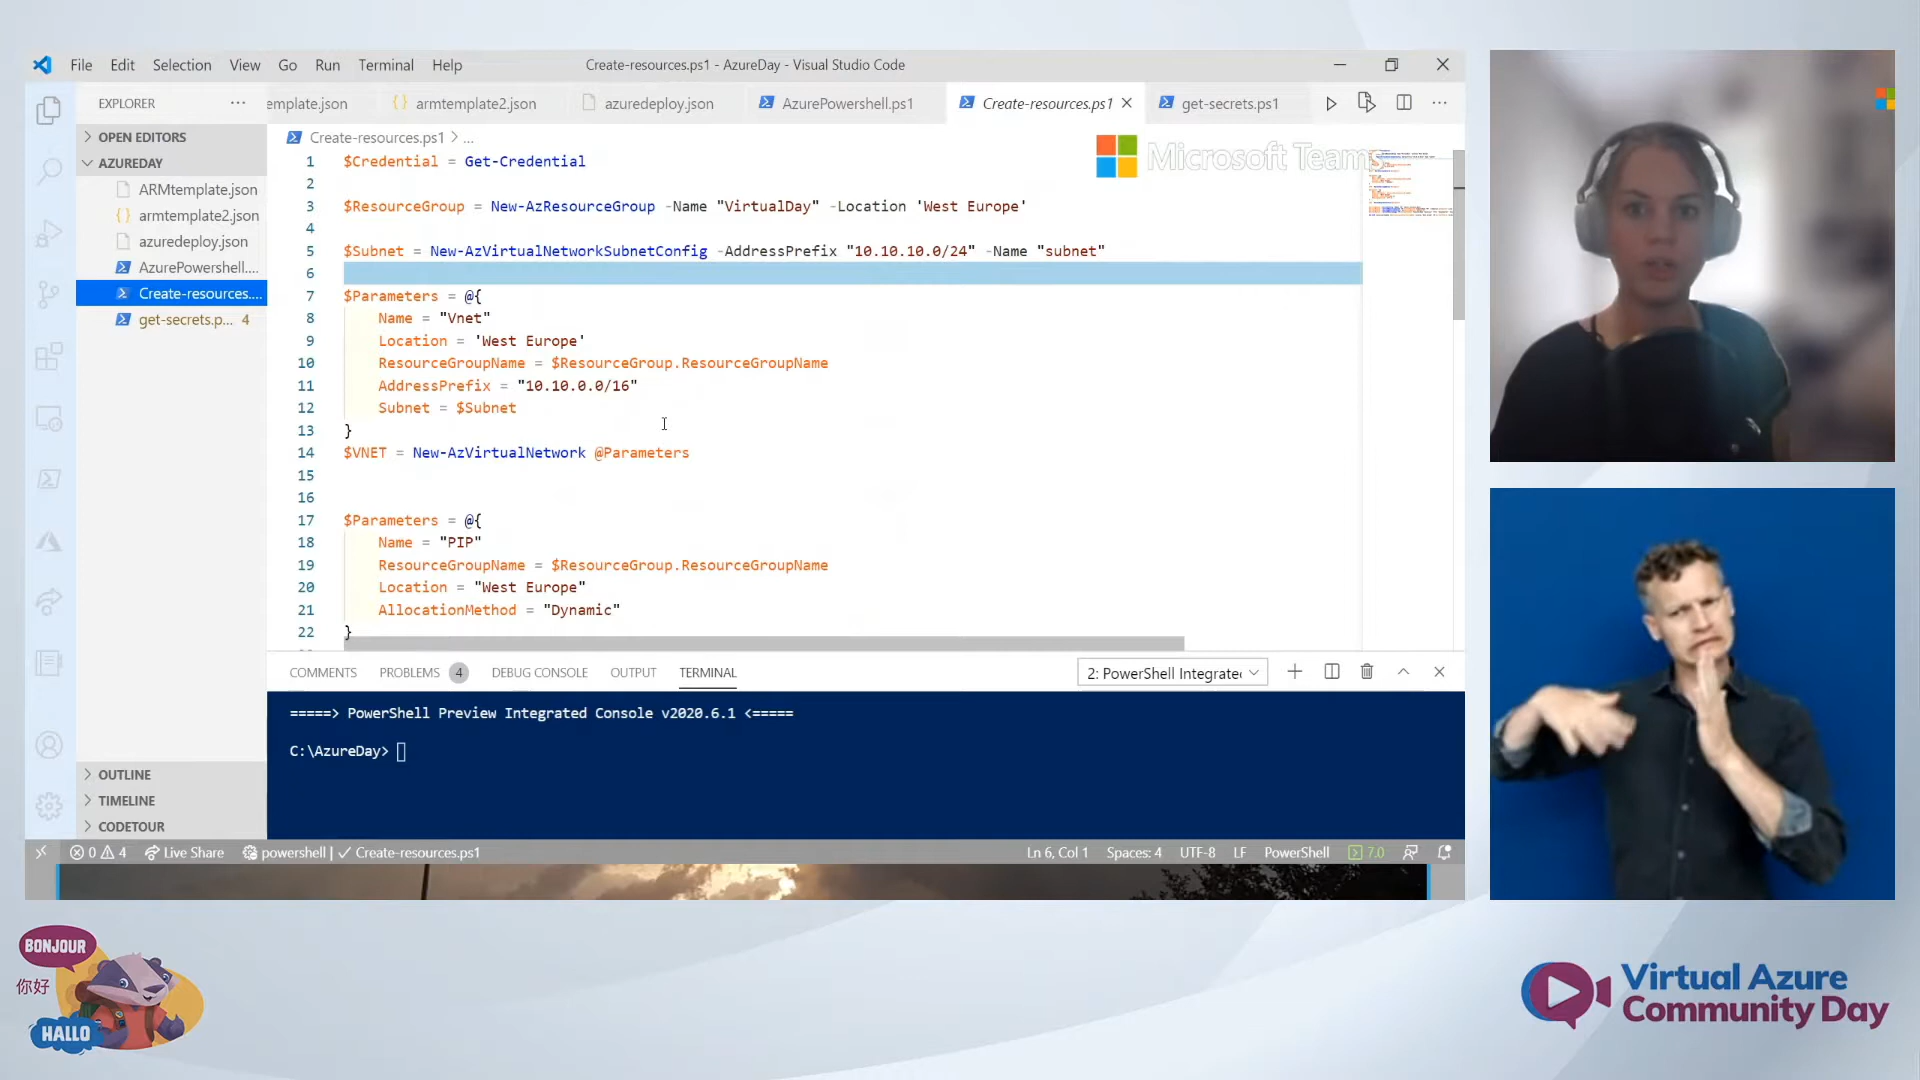 File Edit Selection View Go Run Terminal Help
Create-resources.ps1 - AzureDay - Visual Studio Code
EXPLORER
emplate.json
armtemplate2.json
azuredeploy.json
AzurePowershell.ps1
Create-resources.ps1
get-secrets.ps1
OPEN EDITORS
AZUREDAY
ARMtemplate.json
armtemplate2.json
azuredeploy.json
AzurePowershell....
Create-resources....
get-secrets.p... 4
OUTLINE
TIMELINE
CODETOUR
Create-resources.ps1 > ...
Microsoft Teams
1 $Credential = Get-Credential
2
3 $ResourceGroup = New-AzResourceGroup -Name "VirtualDay" -Location 'West Europe'
4
5 $Subnet = New-AzVirtualNetworkSubnetConfig -AddressPrefix "10.10.10.0/24" -Name "subnet"
6
7 $Parameters = @{
8 Name = "Vnet"
9 Location = 'West Europe'
10 ResourceGroupName = $ResourceGroup.ResourceGroupName
11 AddressPrefix = "10.10.0.0/16"
12 Subnet = $Subnet
13 }
14 $VNET = New-AzVirtualNetwork @Parameters
15
16
17 $Parameters = @{
18 Name = "PIP"
19 ResourceGroupName = $ResourceGroup.ResourceGroupName
20 Location = "West Europe"
21 AllocationMethod = "Dynamic"
22 }
COMMENTS PROBLEMS 4 DEBUG CONSOLE OUTPUT TERMINAL
2: PowerShell Integrated
=====> PowerShell Preview Integrated Console v2020.6.1 <=====
C:\AzureDay>
0 4 Live Share powershell | Create-resources.ps1
Ln 6, Col 1 Spaces: 4 UTF-8 LF PowerShell 7.0
BONJOUR
你好
HALLO
Virtual Azure
Community Day